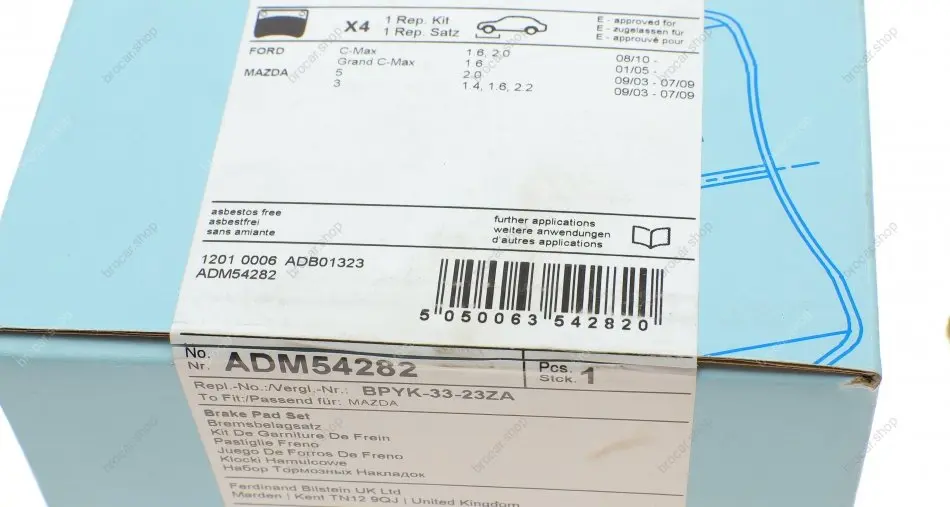 X4 1 Rep. Kit
1 Rep. Satz
E - approved for
E - zugelassen für
E - approuvé pour
FORD C-Max 1.6, 2.0 08/10 -
Grand C-Max 1.6 01/05 -
MAZDA 5 2.0 09/03 - 07/09
3 1.4, 1.6, 2.2 09/03 - 07/09
asbestos free
asbestfrei
sans amiante
further applications
weitere anwendungen
d'autres applications
1201 0006 ADB01323
ADM54282
5 050063 542820
No.
Nr. ADM54282
Pcs.
Stck. 1
Repl.-No.:/Vergl.-Nr.: BPYK-33-23ZA
To Fit:/Passend für: MAZDA
Brake Pad Set
Bremsbelagsatz
Kit De Garniture De Frein
Pastiglie Freno
Juego De Forros De Freno
Klocki Hamulcowe
Набор Тормозных Накладок
Ferdinand Bilstein UK Ltd
Marden | Kent TN12 9QJ | United Kingdom
brocar.shop